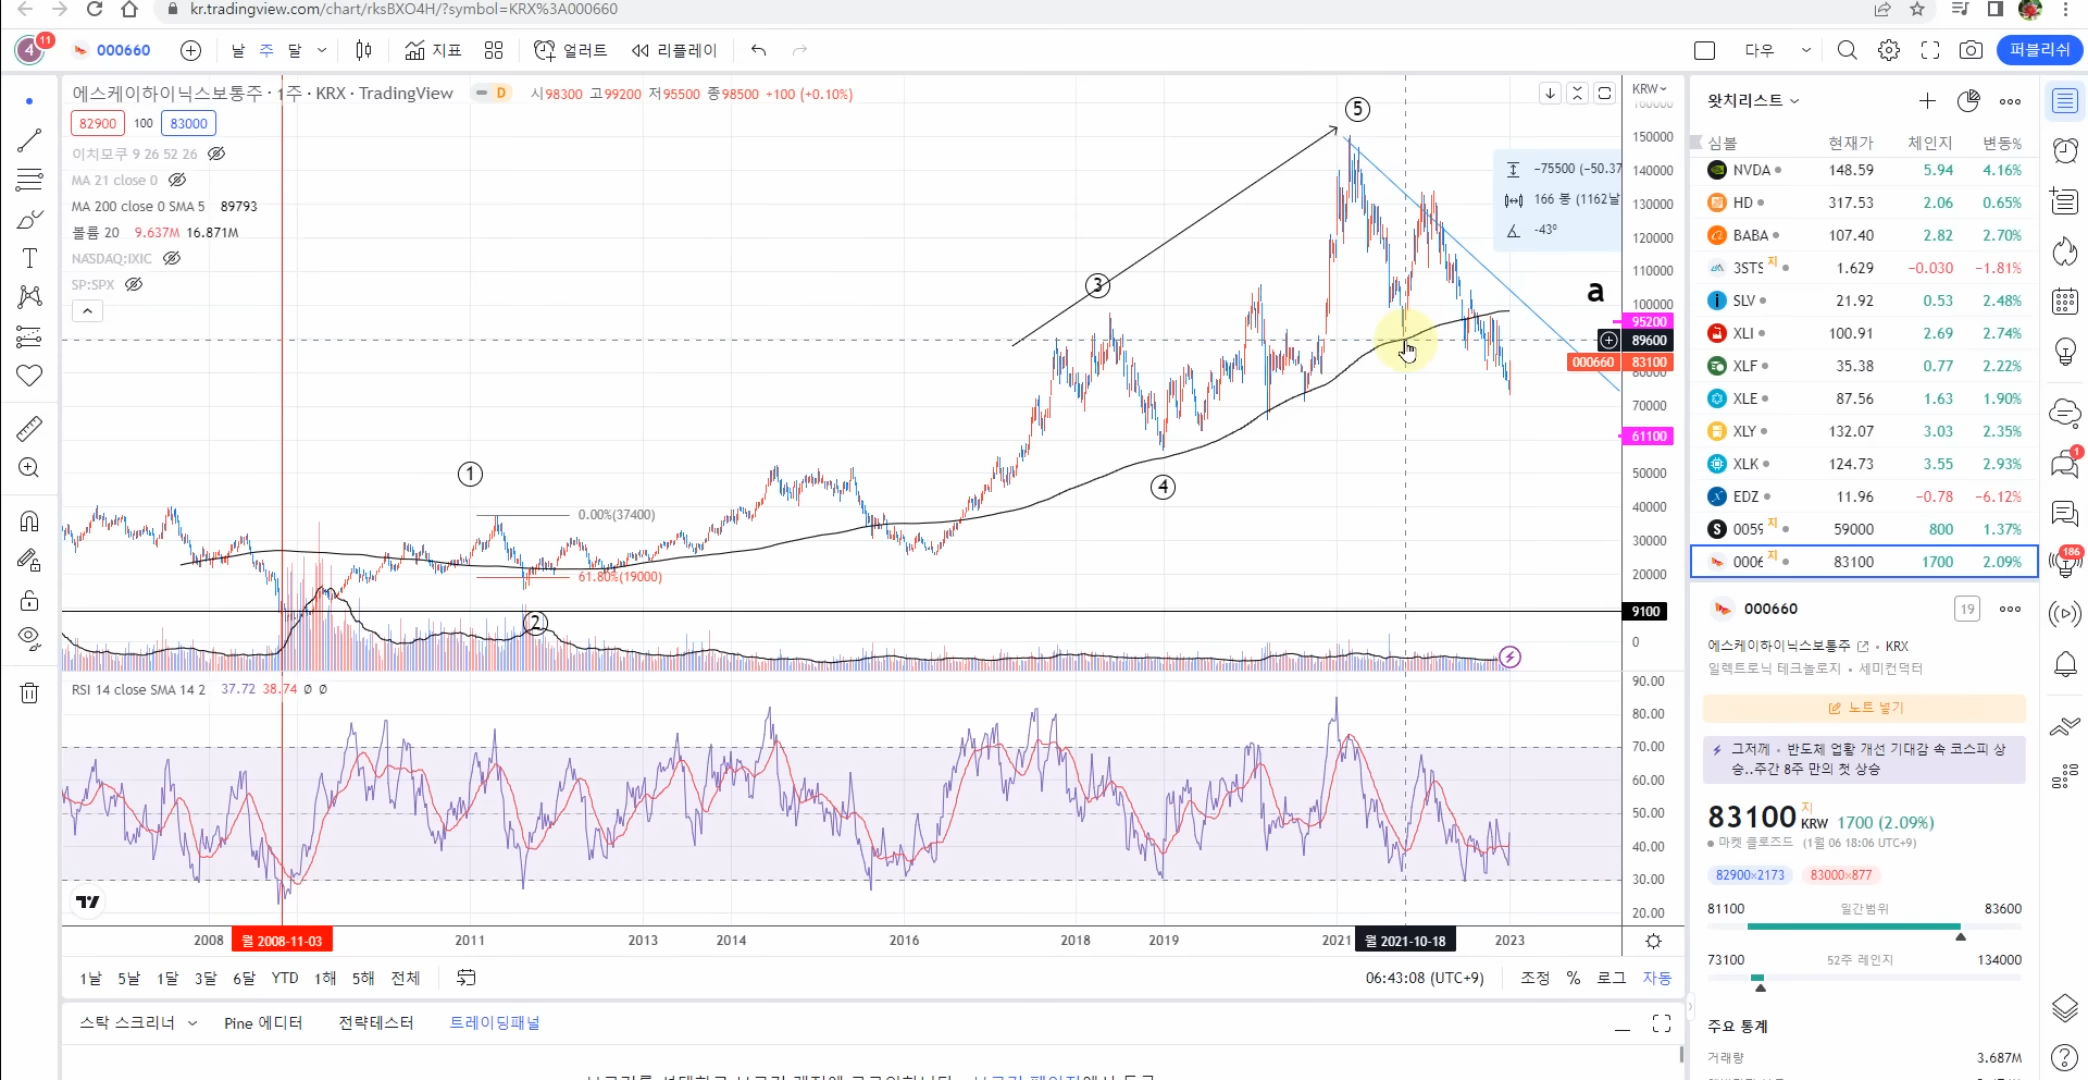 kr.tradingview.com/chart/rksBXO4H/?symbol=KRX%3A000660
4 11 000660 날 주 달 지표 얼러트 리플레이 다우 퍼블리쉬
에스케이하이닉스보통주 · 1주 · KRX · TradingView D 시98300 고99200 저95500 종98500 +100 (+0.10%)
82900 100 83000
이치모쿠 9 26 52 26
MA 21 close 0
MA 200 close 0 SMA 5 89793
볼륨 20 9.637M 16.871M
NASDAQ:IXIC
SP:SPX
⑤
③
①
④
②
a
0.00%(37400)
61.80%(19000)
-75500 (-50.37
166 봉 (1162날
-43º
KRW
160000
150000
140000
130000
120000
110000
100000
95200
89600
000660 83100
80000
70000
61100
50000
40000
30000
20000
9100
0
RSI 14 close SMA 14 2 37.72 38.74 ø ø
90.00
80.00
70.00
60.00
50.00
40.00
30.00
20.00
2008 월 2008-11-03 2011 2013 2014 2016 2018 2019 2021 월 2021-10-18 2023
1날 5날 1달 3달 6달 YTD 1해 5해 전체 06:43:08 (UTC+9) 조정 % 로그 자동
스탁 스크리너 Pine 에디터 전략테스터 트레이딩패널
왓치리스트
심볼 현재가 체인지 변동%
NVDA 148.59 5.94 4.16%
HD 317.53 2.06 0.65%
BABA 107.40 2.82 2.70%
3STS 지 1.629 −0.030 −1.81%
SLV 21.92 0.53 2.48%
XLI 100.91 2.69 2.74%
XLF 35.38 0.77 2.22%
XLE 87.56 1.63 1.90%
XLY 132.07 3.03 2.35%
XLK 124.73 3.55 2.93%
EDZ 11.96 −0.78 −6.12%
0059 지 59000 800 1.37%
0006 지 83100 1700 2.09%
000660 19
에스케이하이닉스보통주 • KRX
일렉트로닉 테크놀로지 • 세미컨덕터
노트 넣기
그저께 • 반도체 업황 개선 기대감 속 코스피 상
승..주간 8주 만의 첫 상승
83100 지 KRW 1700 (2.09%)
마켓 클로즈드 (1월 06 18:06 UTC+9)
82900×2173 83000×877
81100 일간범위 83600
73100 52주 레인지 134000
주요 통계
거래량 3.687M
1
186